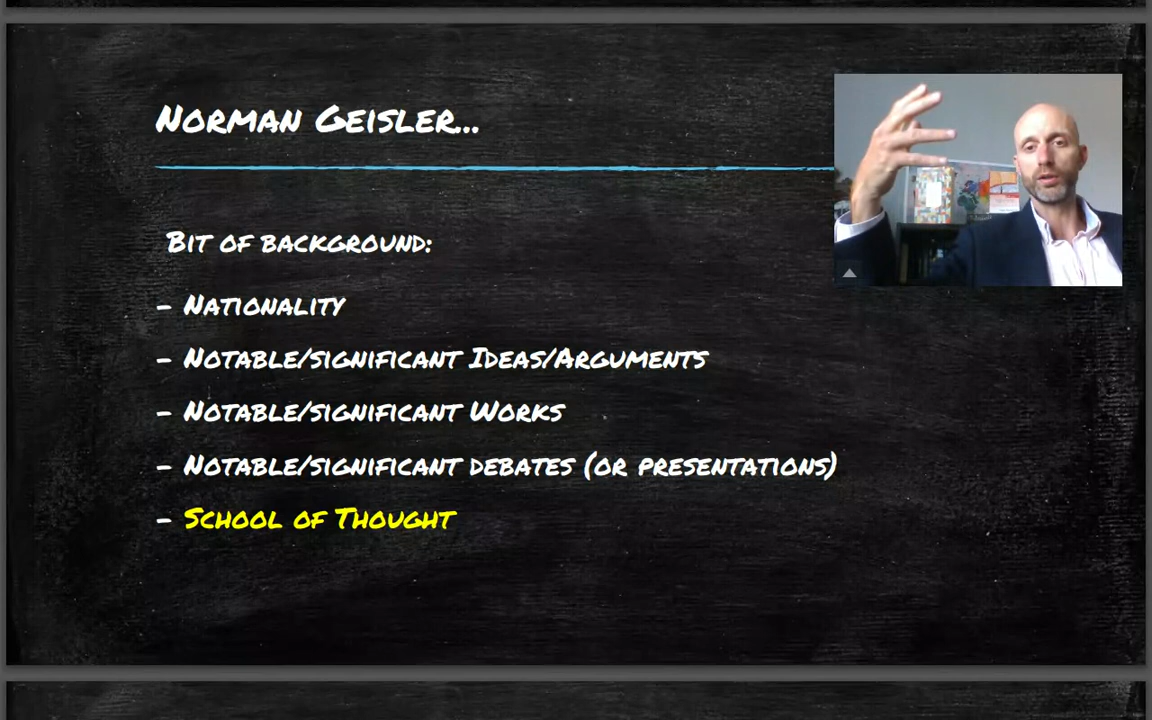 Norman Geisler...
Bit of background:
- Nationality
- Notable/significant Ideas/Arguments
- Notable/significant Works
- Notable/significant debates (or presentations)
- School of Thought